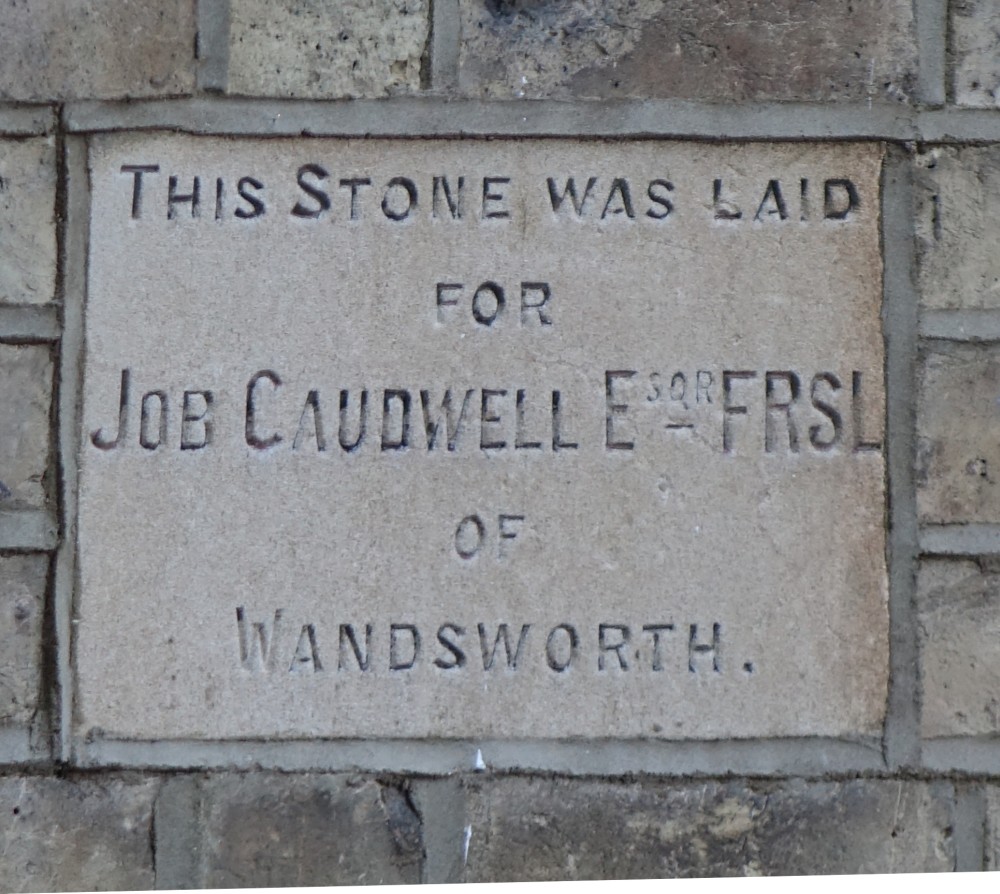 THIS STONE WAS LAID
FOR
JOB CAUDWELL ESQR FRSL
OF
WANDSWORTH.